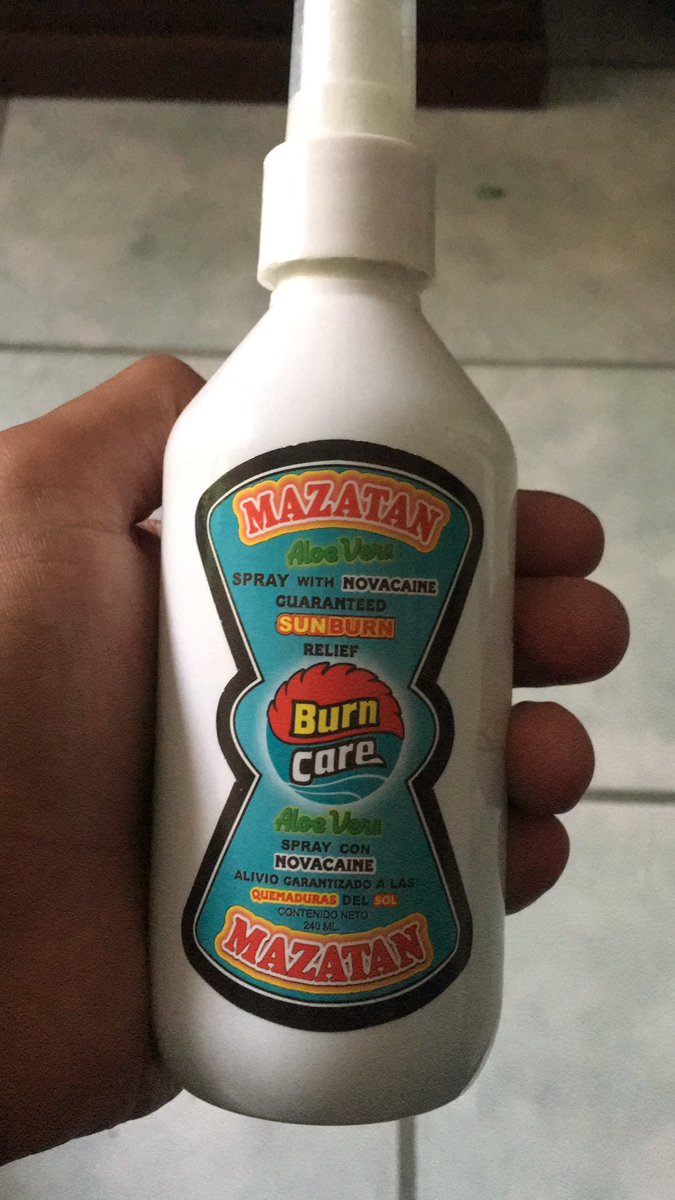 MAZATAN
Aloe Vera
SPRAY WITH NOVACAINE
GUARANTEED
SUNBURN
RELIEF
Burn
Care
Aloe Vera
SPRAY CON
NOVACAINE
ALIVIO GARANTIZADO A LAS
QUEMADURAS DEL SOL
CONTENIDO NETO
240 ML.
MAZATAN